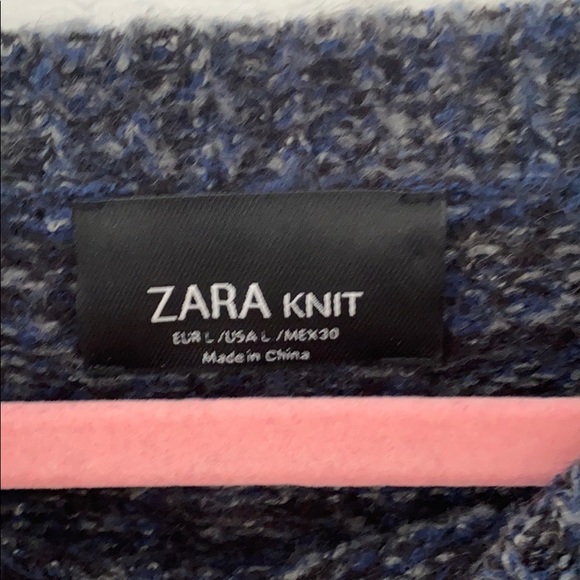 ZARA KNIT
EUR L /USA L /MEX30
Made in China